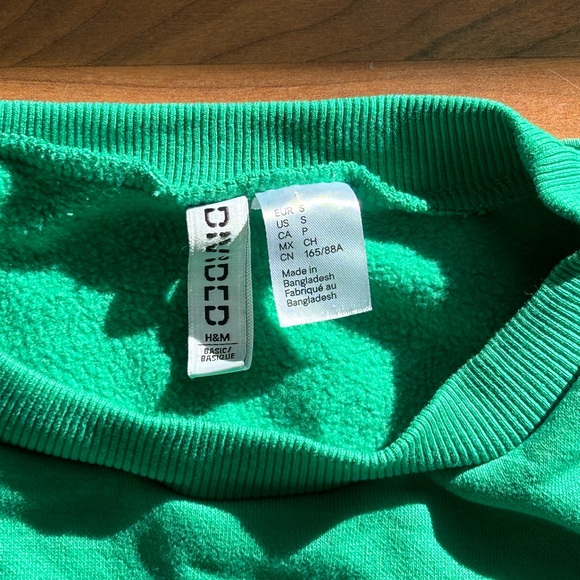 DIVIDED
H&M
BASIC/
BASIQUE
EUR S
US S
CA P
MX CH
CN 165/88A
Made in
Bangladesh
Fabriqué au
Bangladesh